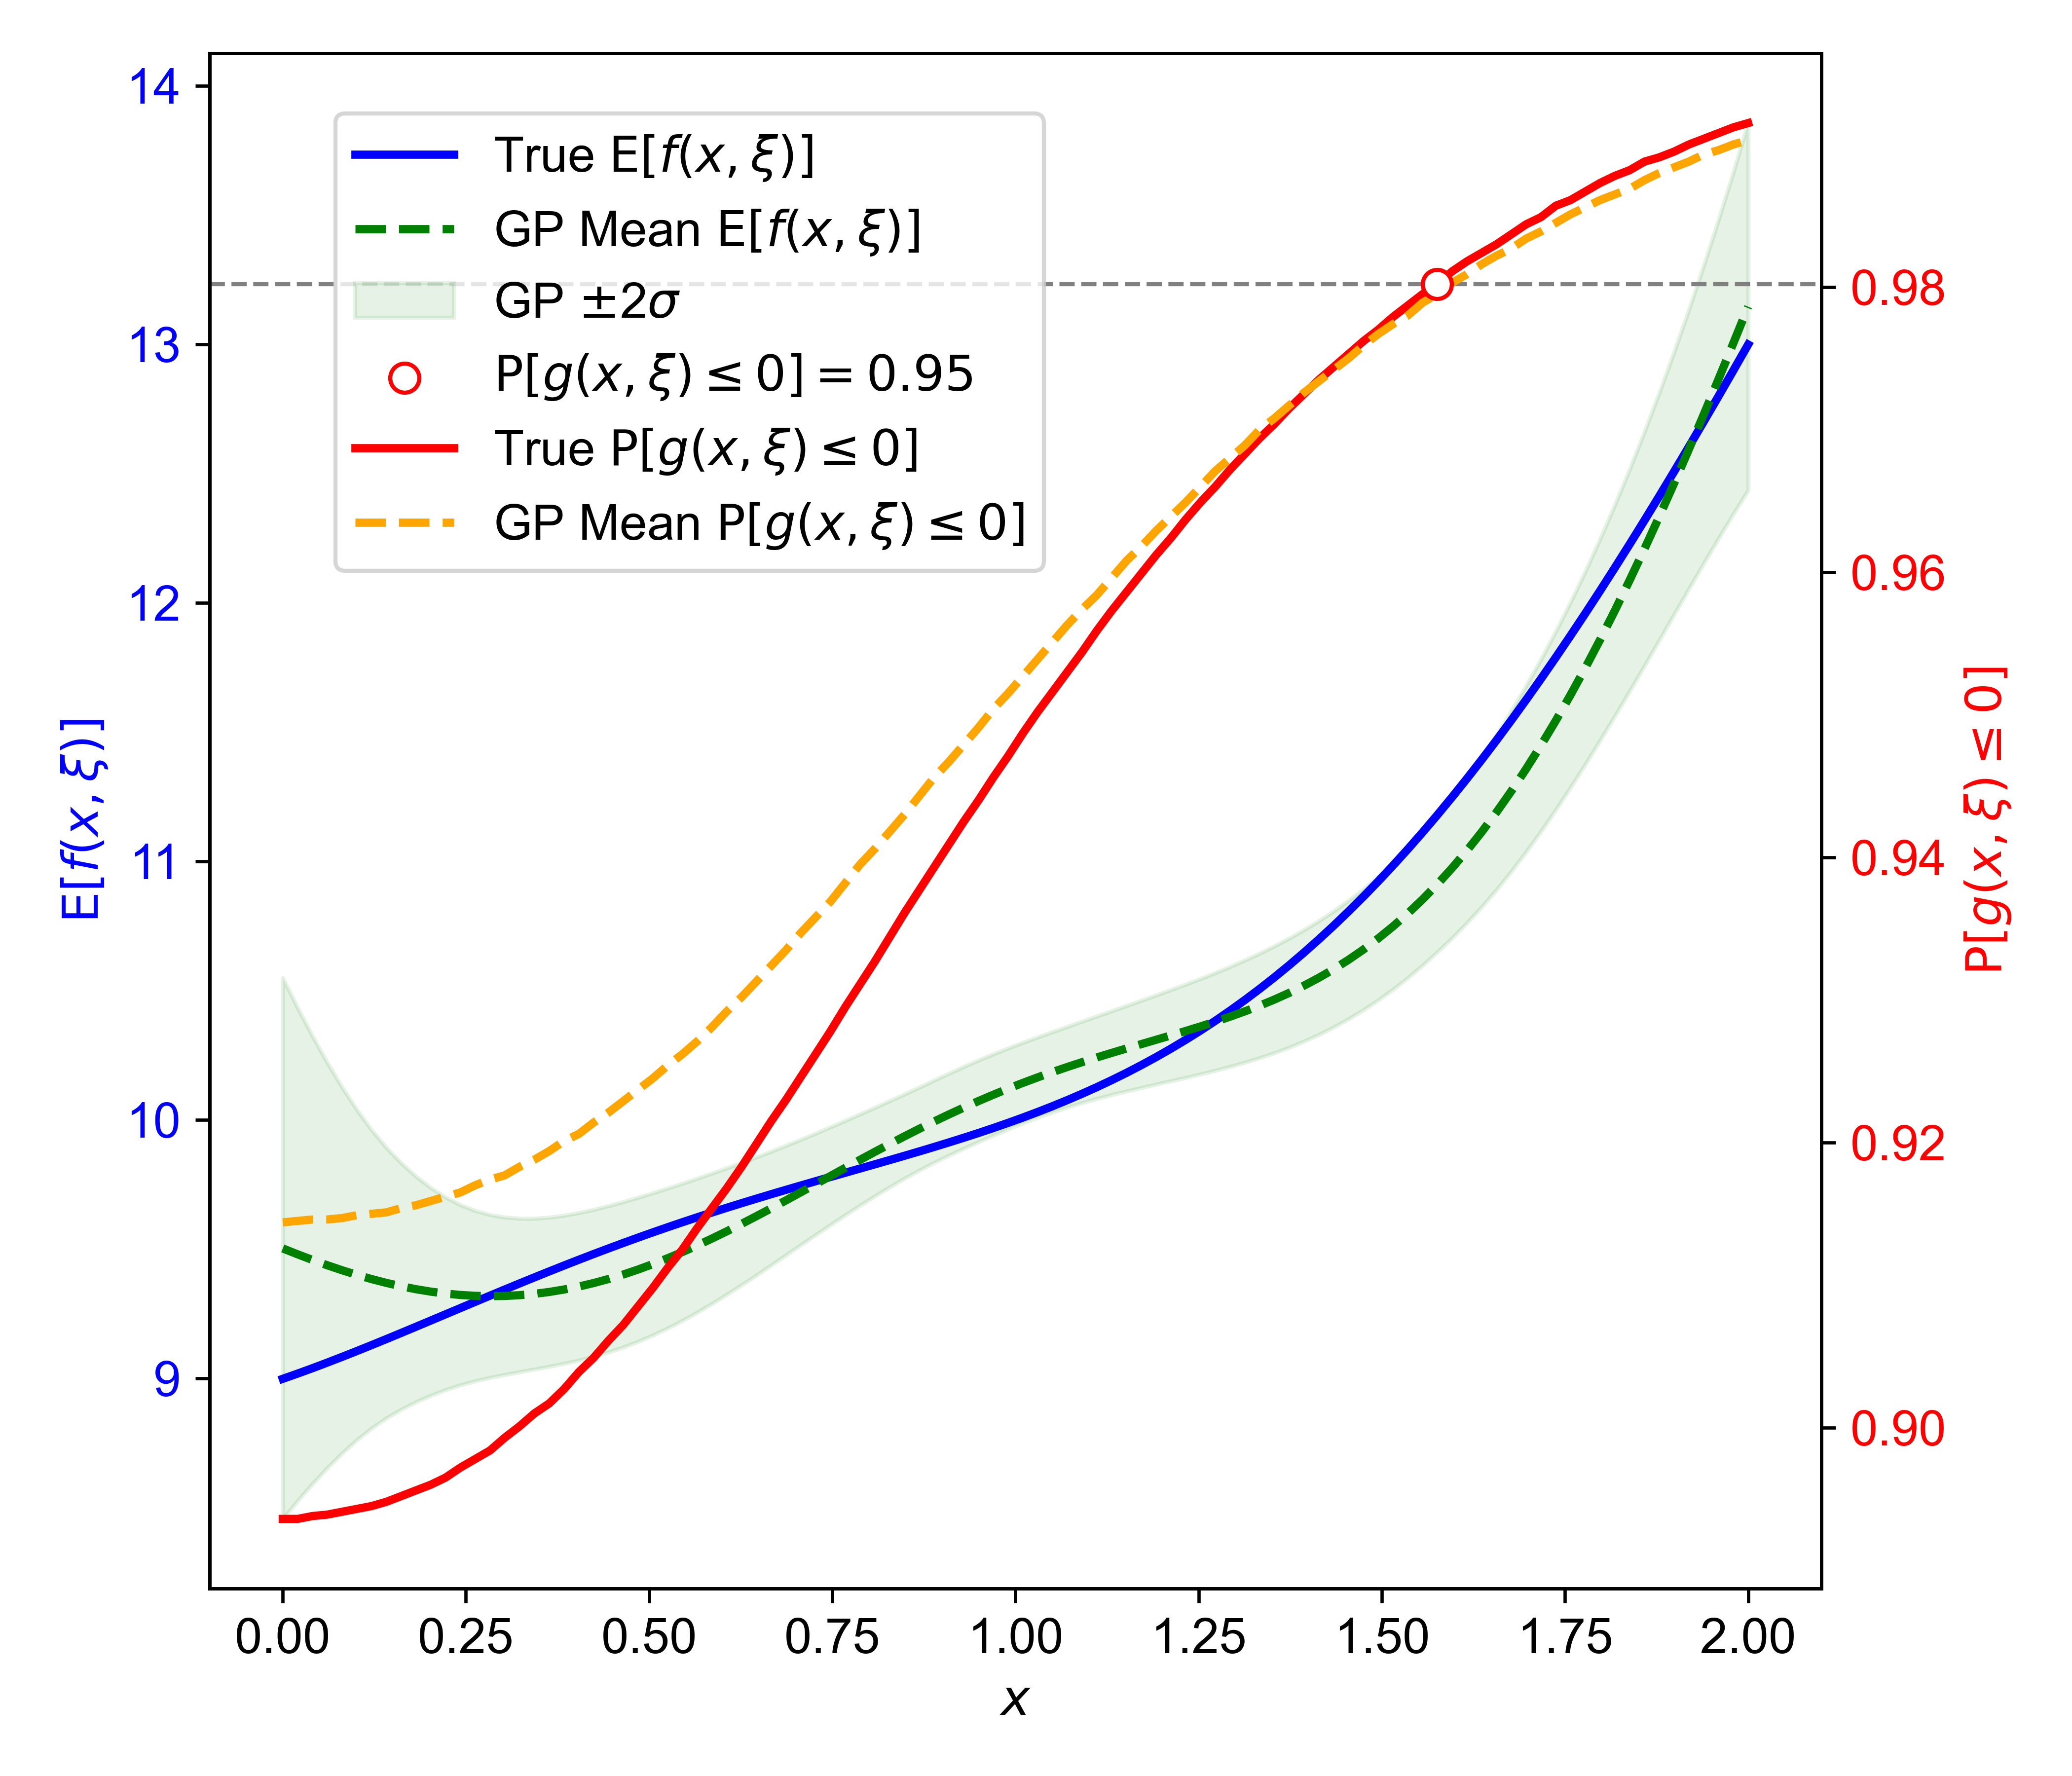 14
13
12
11
10
9
E[f(x, ξ)]
True E[f(x, ξ)]
GP Mean E[f(x, ξ)]
GP ±2σ
P[g(x, ξ) ≤ 0] = 0.95
True P[g(x, ξ) ≤ 0]
GP Mean P[g(x, ξ) ≤ 0]
0.98
0.96
0.94
0.92
0.90
P[g(x, ξ) ≤ 0]
0.00 0.25 0.50 0.75 1.00 1.25 1.50 1.75 2.00
x